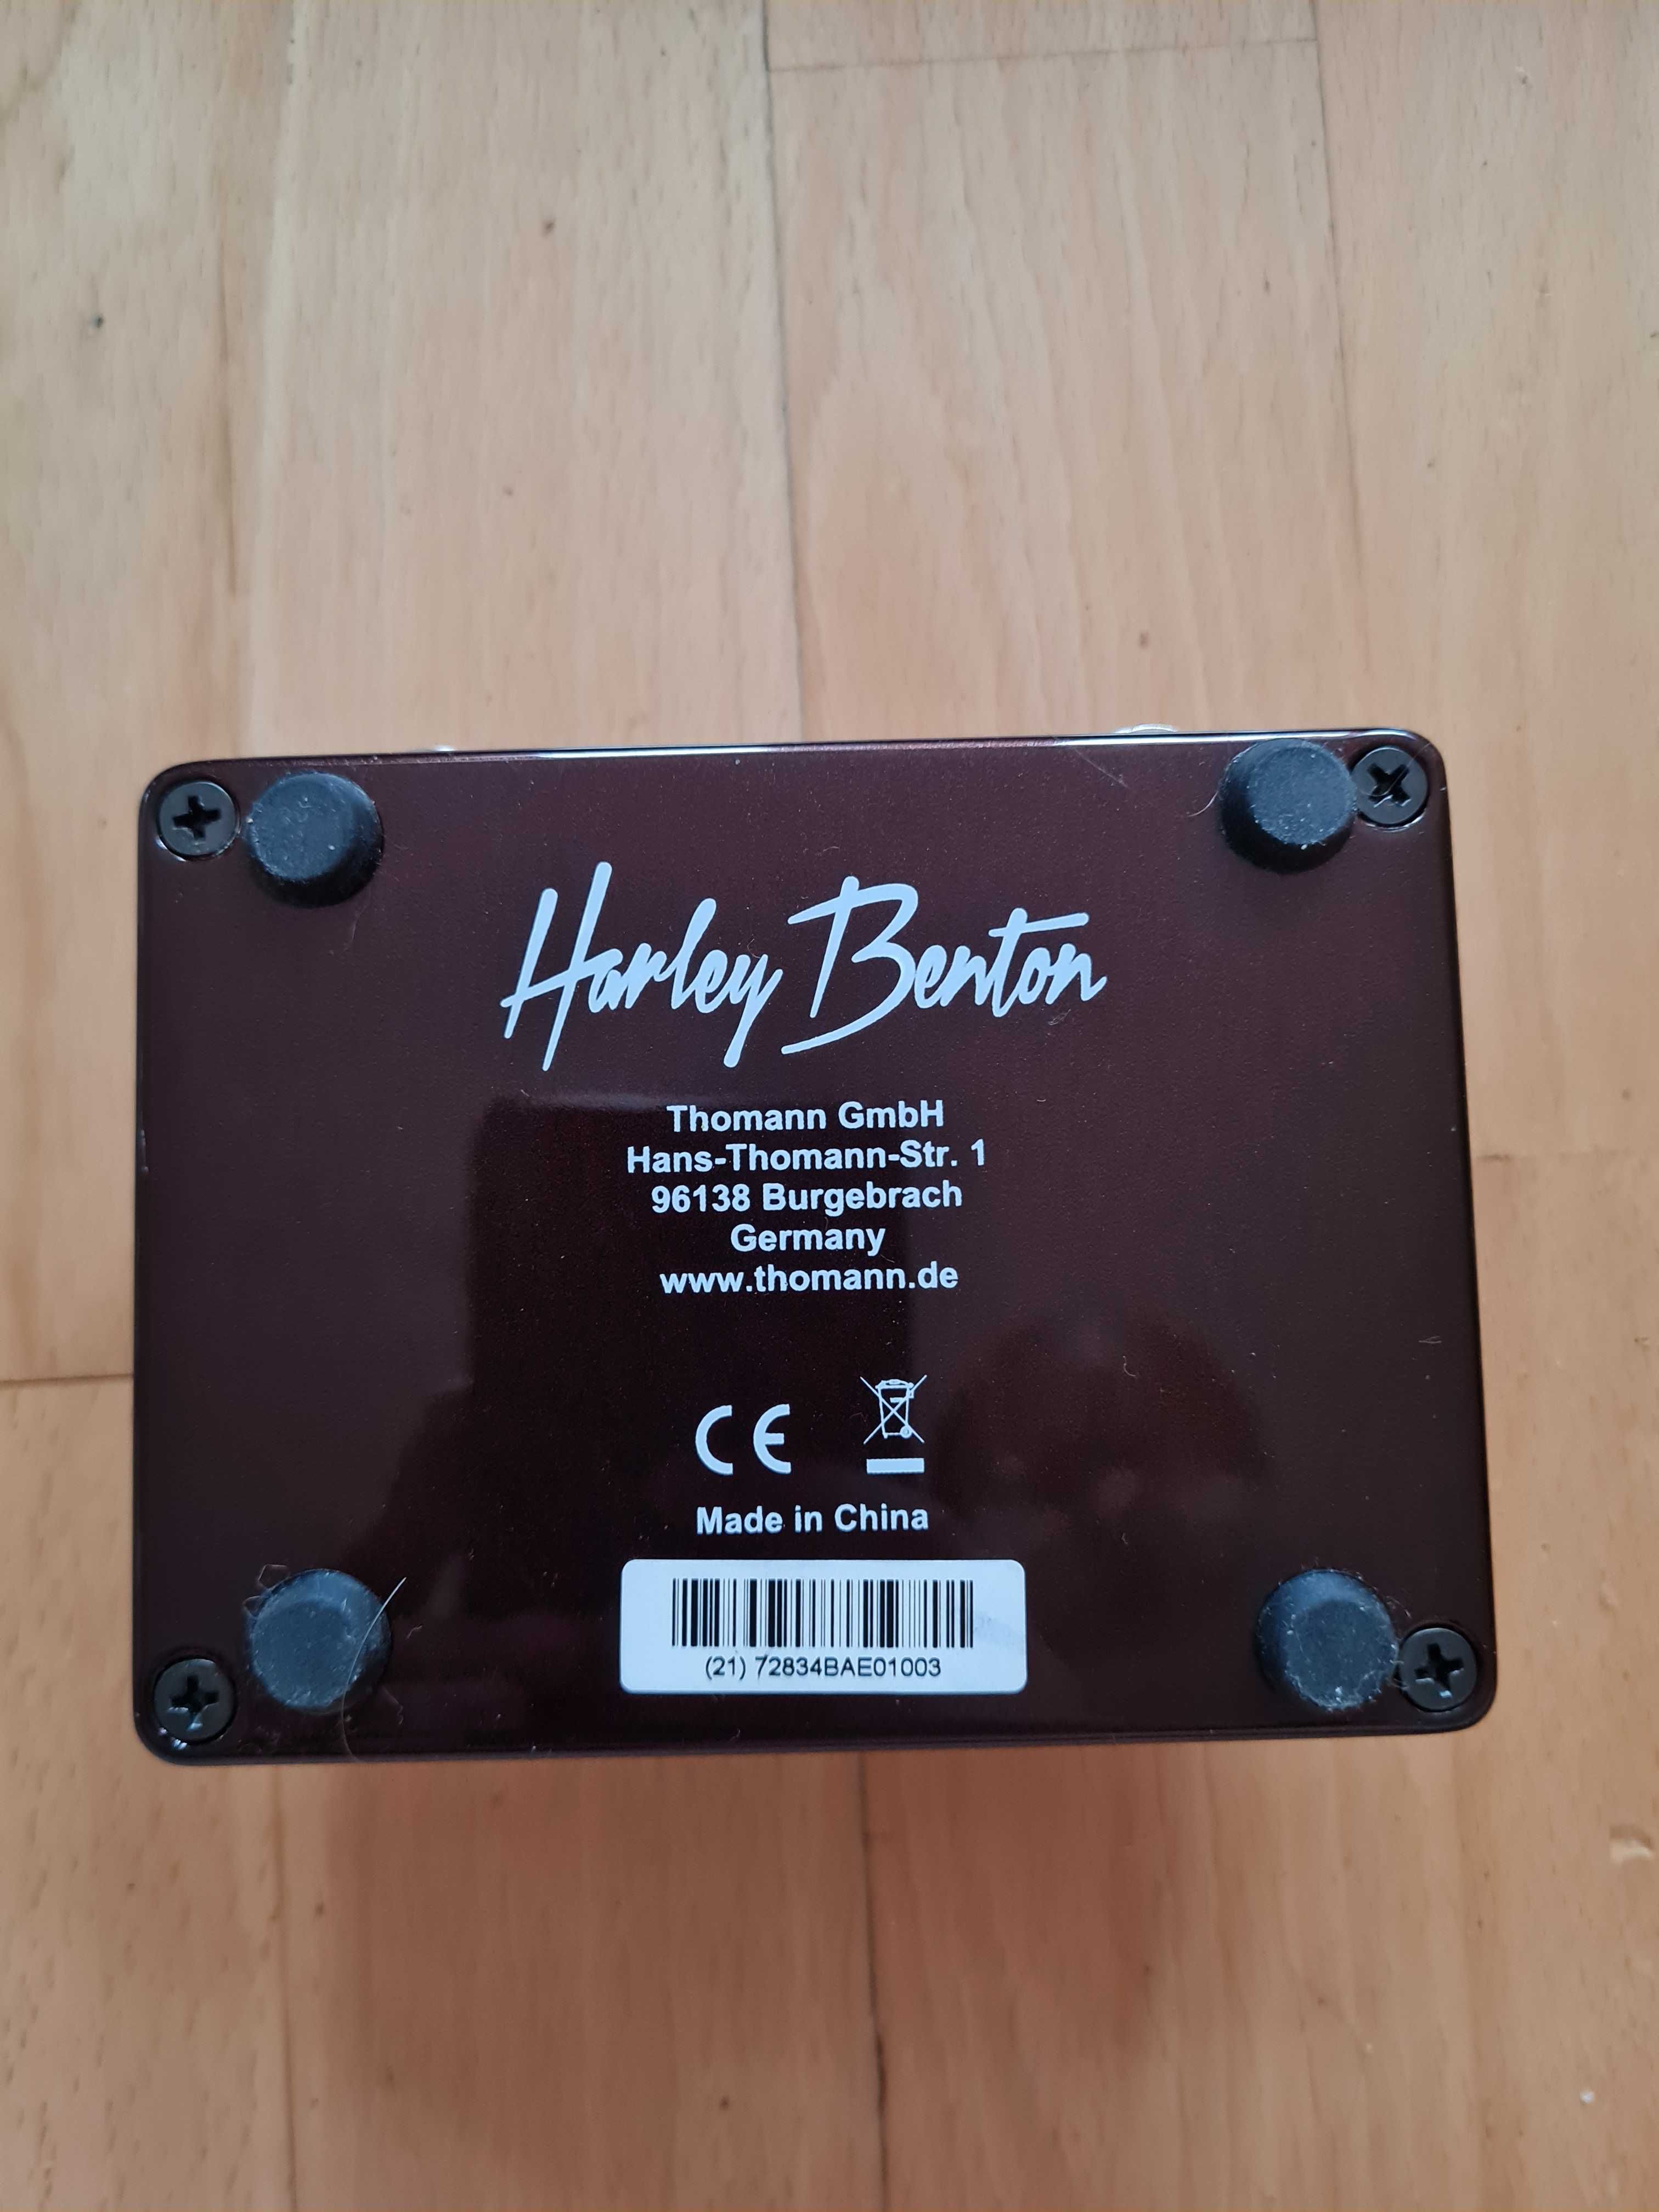 Harley Benton
Thomann GmbH
Hans-Thomann-Str. 1
96138 Burgebrach
Germany
www.thomann.de
CE
Made in China
(21) 72834BAE01003